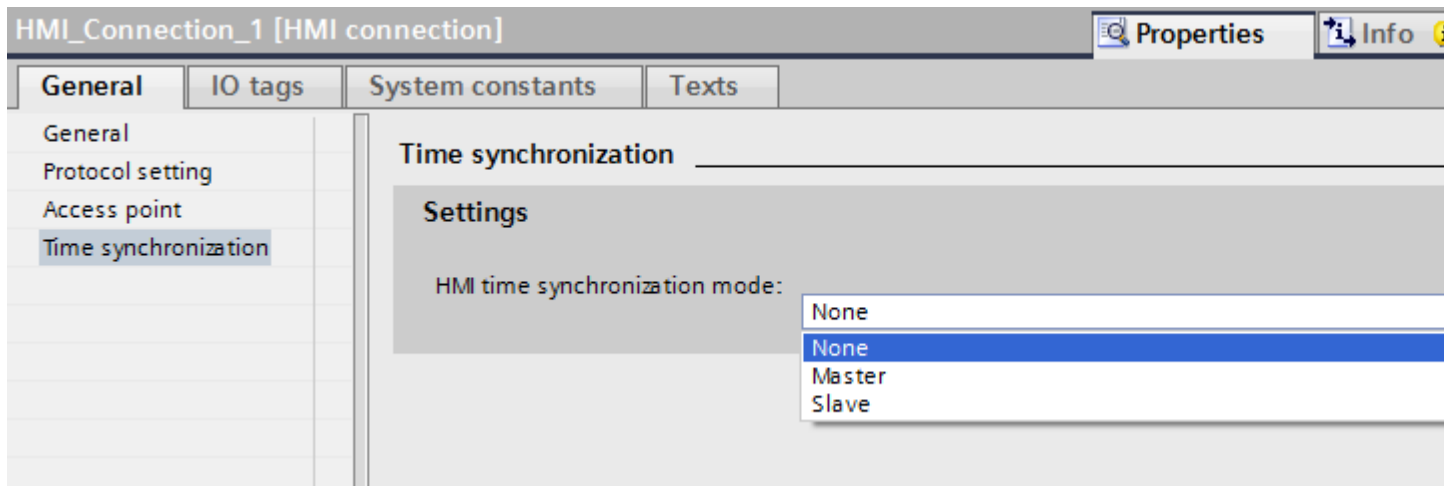 HMI_Connection_1 [HMI connection]
Properties
Info
General
IO tags
System constants
Texts
General
Protocol setting
Access point
Time synchronization
Time synchronization
Settings
HMI time synchronization mode:
None
None
Master
Slave